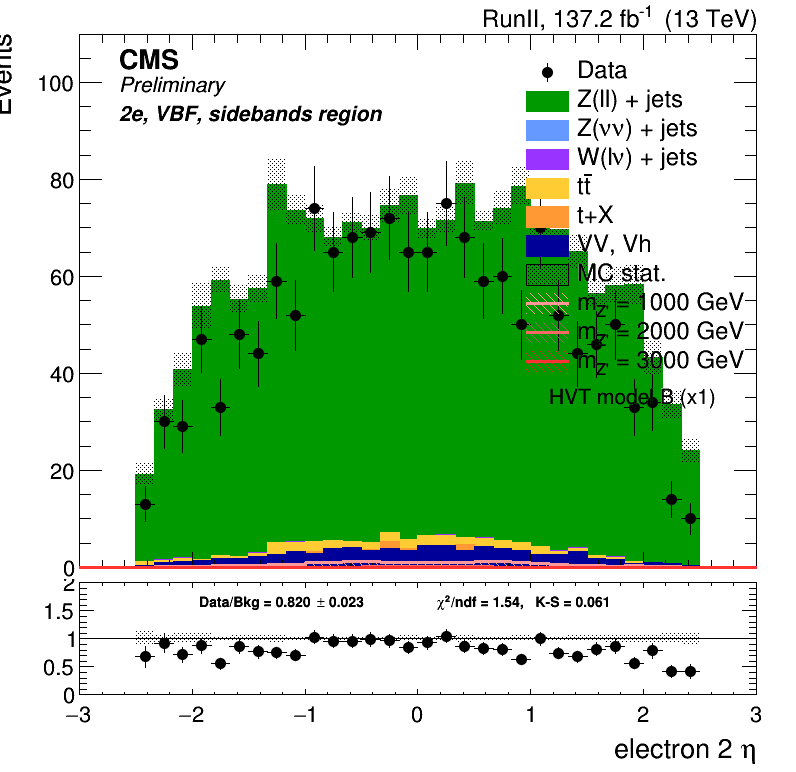 RunII, 137.2 fb⁻¹ (13 TeV)
Events
CMS
Preliminary
2e, VBF, sidebands region
Data
Z(ll) + jets
Z(νν) + jets
W(lν) + jets
tt̄
t+X
VV, Vh
MC stat.
m_Z' = 1000 GeV
m_Z' = 2000 GeV
m_Z' = 3000 GeV
HVT model B (x1)
100
80
60
40
20
0
2
1.5
1
0.5
0
Data/Bkg = 0.820 ± 0.023
χ²/ndf = 1.54, K-S = 0.061
−3 −2 −1 0 1 2 3
electron 2 η